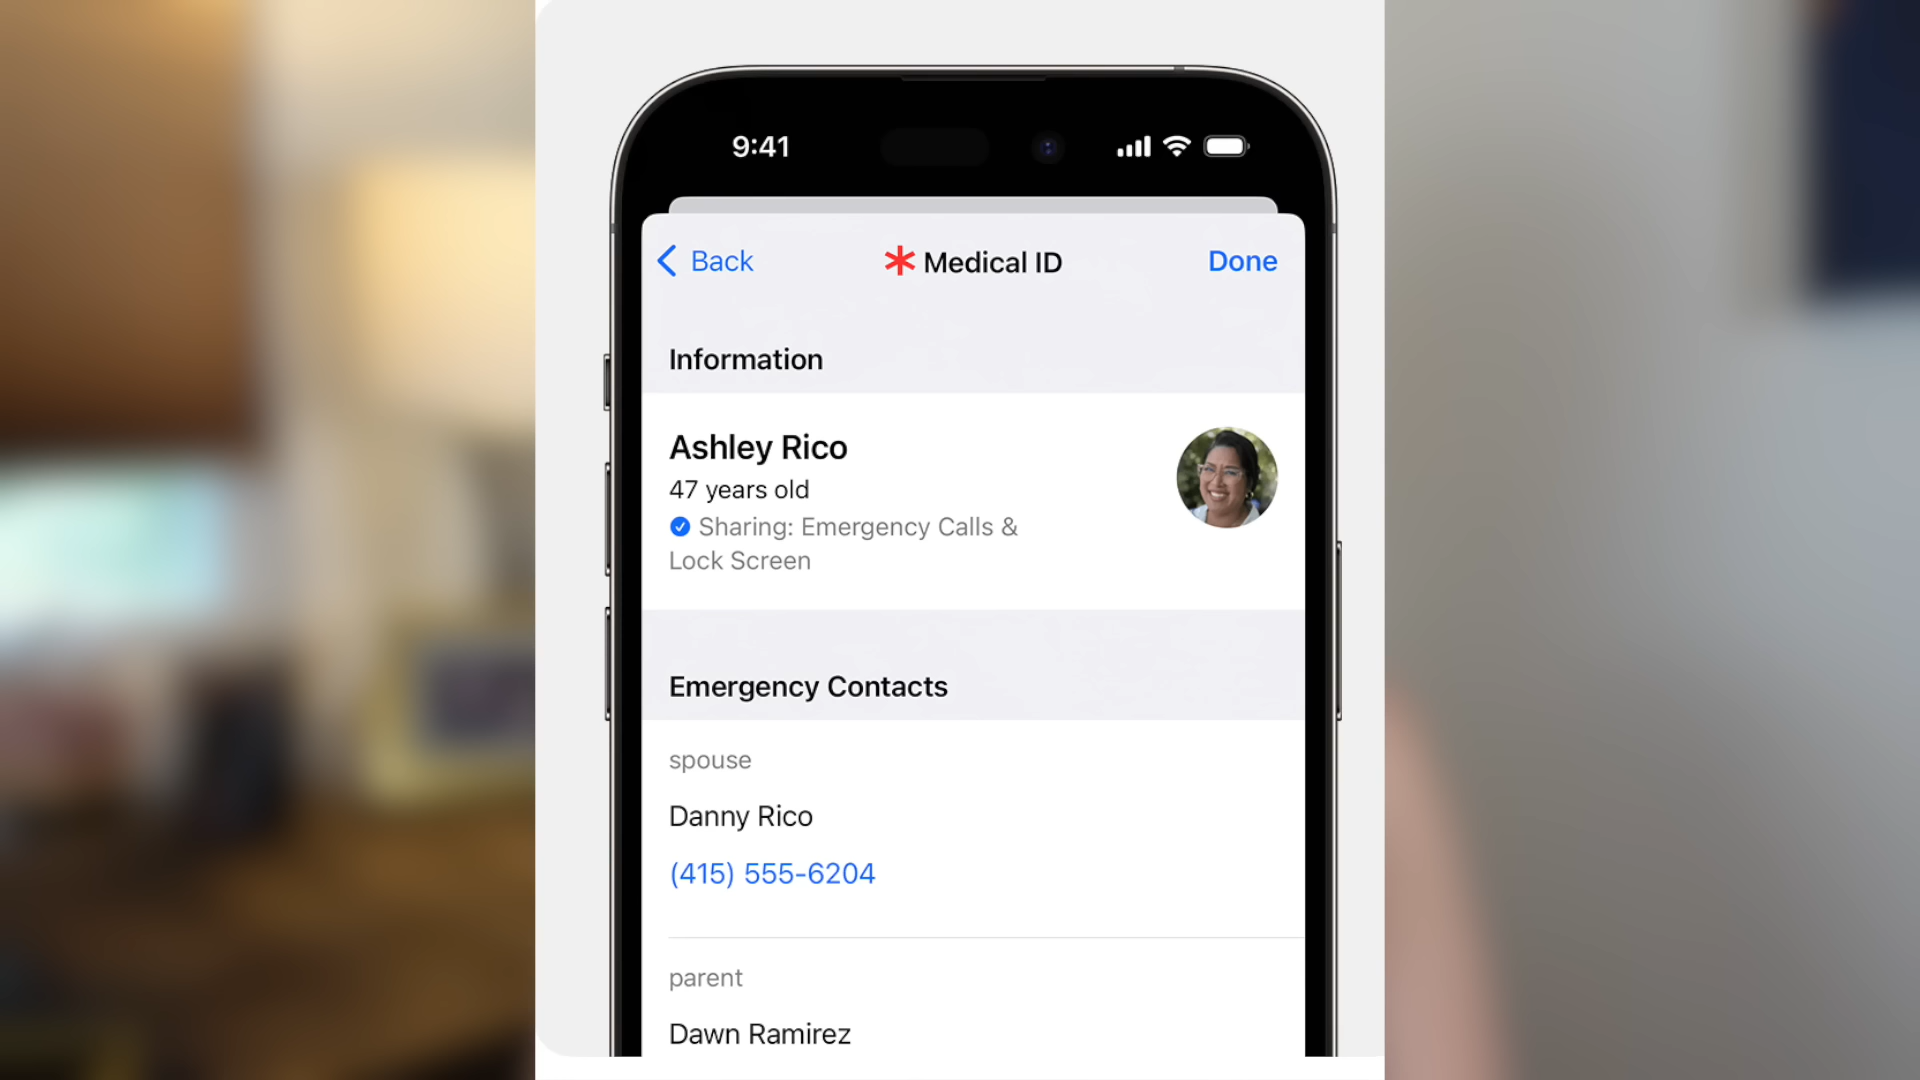 9:41
Back
Medical ID
Done
Information
Ashley Rico
47 years old
Sharing: Emergency Calls &
Lock Screen
Emergency Contacts
spouse
Danny Rico
(415) 555-6204
parent
Dawn Ramirez